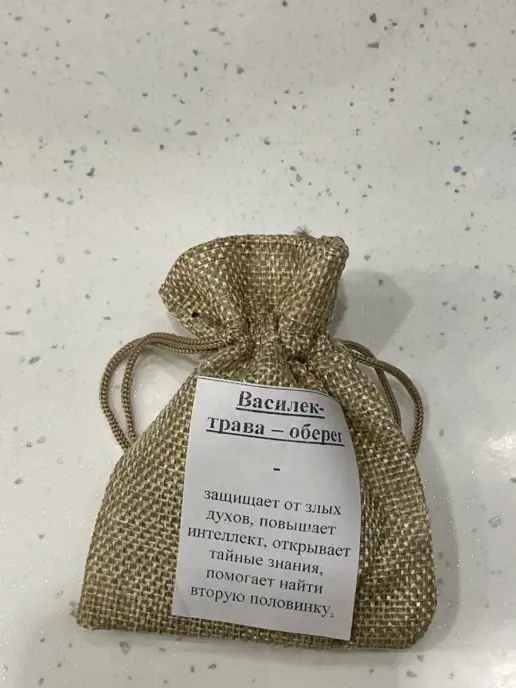 Василек-
трава – оберег
-
защищает от злых
духов, повышает
интеллект, открывает
тайные знания,
помогает найти
вторую половинку.